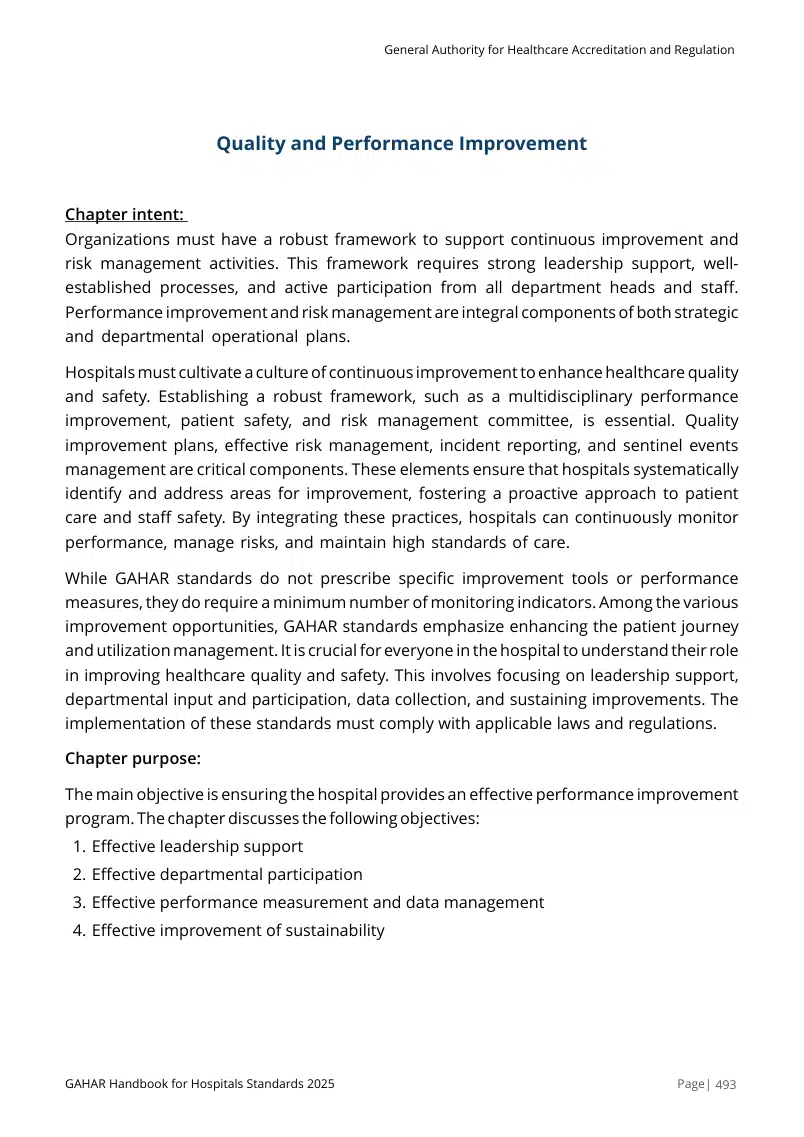 General Authority for Healthcare Accreditation and Regulation
Quality and Performance Improvement
Chapter intent:
Organizations must have a robust framework to support continuous improvement and
risk management activities. This framework requires strong leadership support, well-
established processes, and active participation from all department heads and staff.
Performance improvement and risk management are integral components of both strategic
and departmental operational plans.
Hospitals must cultivate a culture of continuous improvement to enhance healthcare quality
and safety. Establishing a robust framework, such as a multidisciplinary performance
improvement, patient safety, and risk management committee, is essential. Quality
improvement plans, effective risk management, incident reporting, and sentinel events
management are critical components. These elements ensure that hospitals systematically
identify and address areas for improvement, fostering a proactive approach to patient
care and staff safety. By integrating these practices, hospitals can continuously monitor
performance, manage risks, and maintain high standards of care.
While GAHAR standards do not prescribe specific improvement tools or performance
measures, they do require a minimum number of monitoring indicators. Among the various
improvement opportunities, GAHAR standards emphasize enhancing the patient journey
and utilization management. It is crucial for everyone in the hospital to understand their role
in improving healthcare quality and safety. This involves focusing on leadership support,
departmental input and participation, data collection, and sustaining improvements. The
implementation of these standards must comply with applicable laws and regulations.
Chapter purpose:
The main objective is ensuring the hospital provides an effective performance improvement
program. The chapter discusses the following objectives:
1. Effective leadership support
2. Effective departmental participation
3. Effective performance measurement and data management
4. Effective improvement of sustainability
GAHAR Handbook for Hospitals Standards 2025 Page| 493